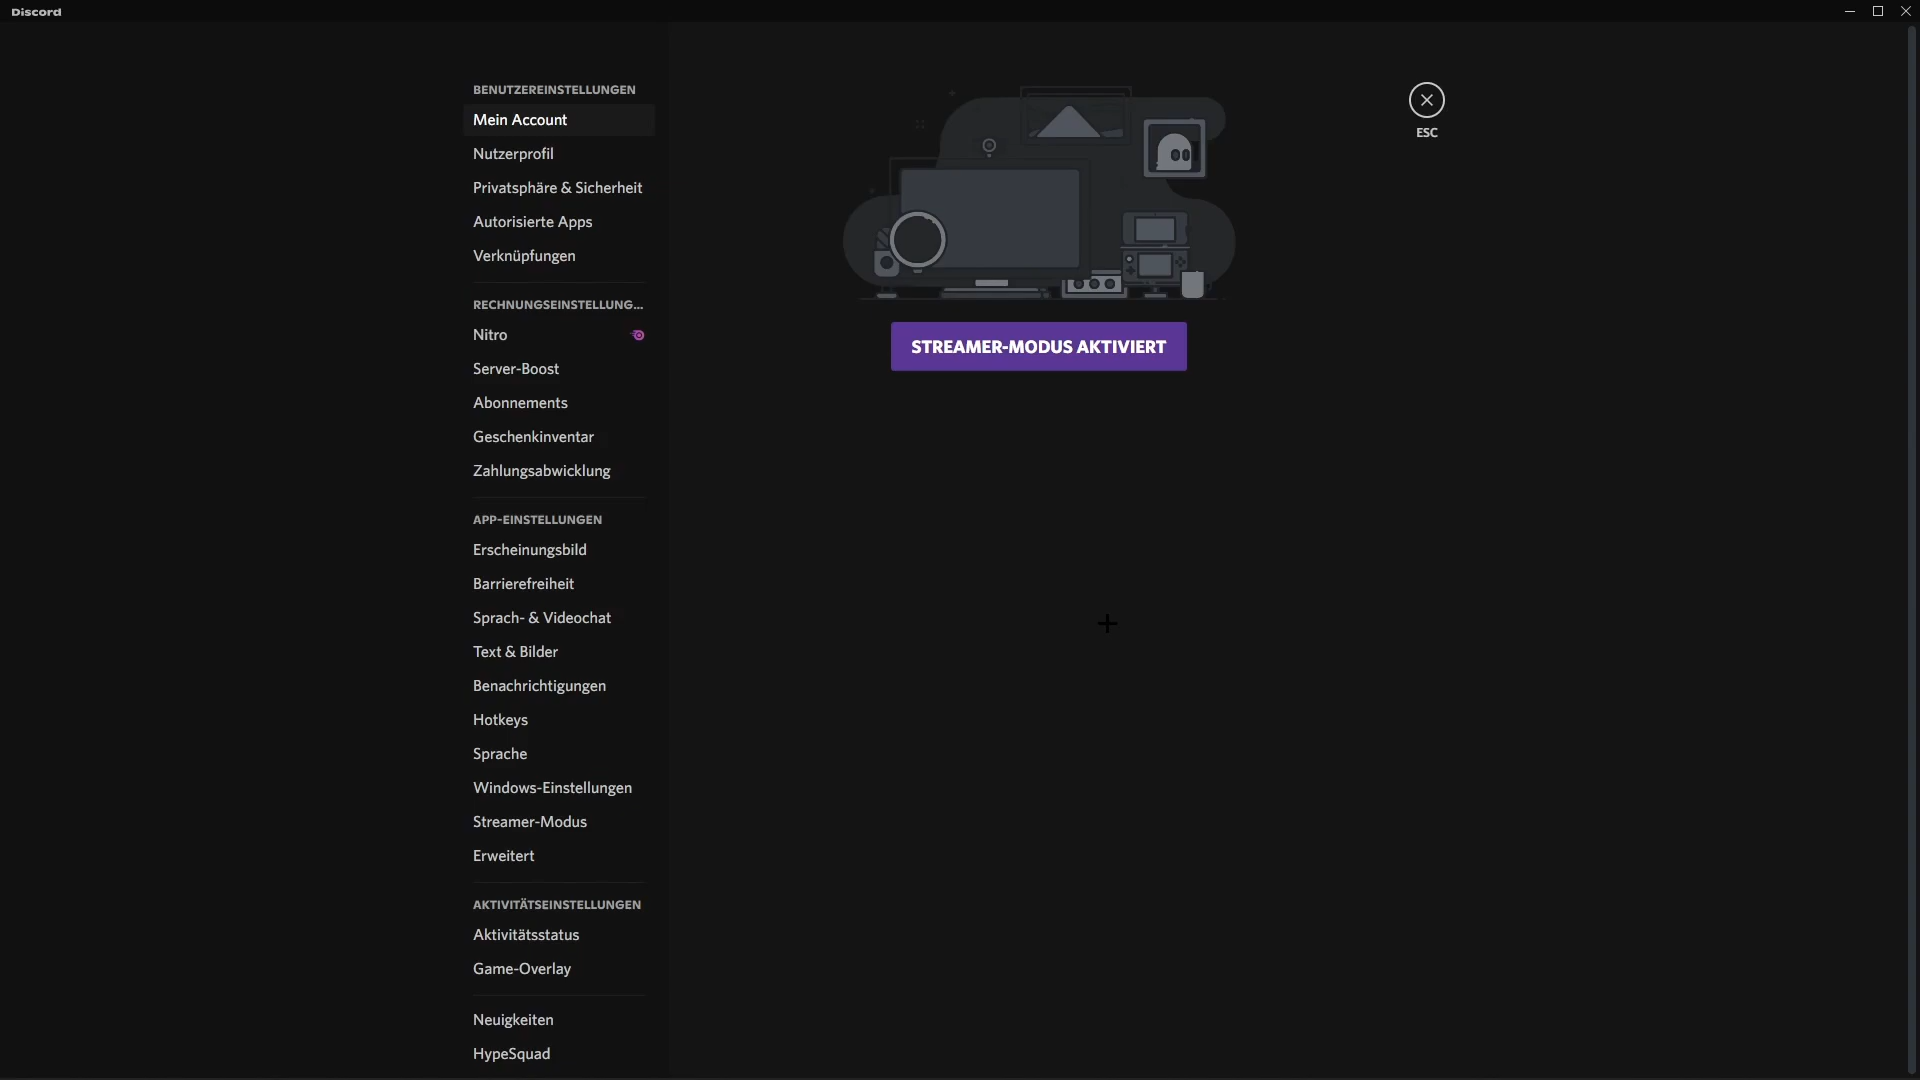 Discord
BENUTZEREINSTELLUNGEN
Mein Account
Nutzerprofil
Privatsphäre & Sicherheit
Autorisierte Apps
Verknüpfungen
RECHNUNGSEINSTELLUNG...
Nitro
Server-Boost
Abonnements
Geschenkinventar
Zahlungsabwicklung
APP-EINSTELLUNGEN
Erscheinungsbild
Barrierefreiheit
Sprach- & Videochat
Text & Bilder
Benachrichtigungen
Hotkeys
Sprache
Windows-Einstellungen
Streamer-Modus
Erweitert
AKTIVITÄTSEINSTELLUNGEN
Aktivitätsstatus
Game-Overlay
Neuigkeiten
HypeSquad
STREAMER-MODUS AKTIVIERT
ESC